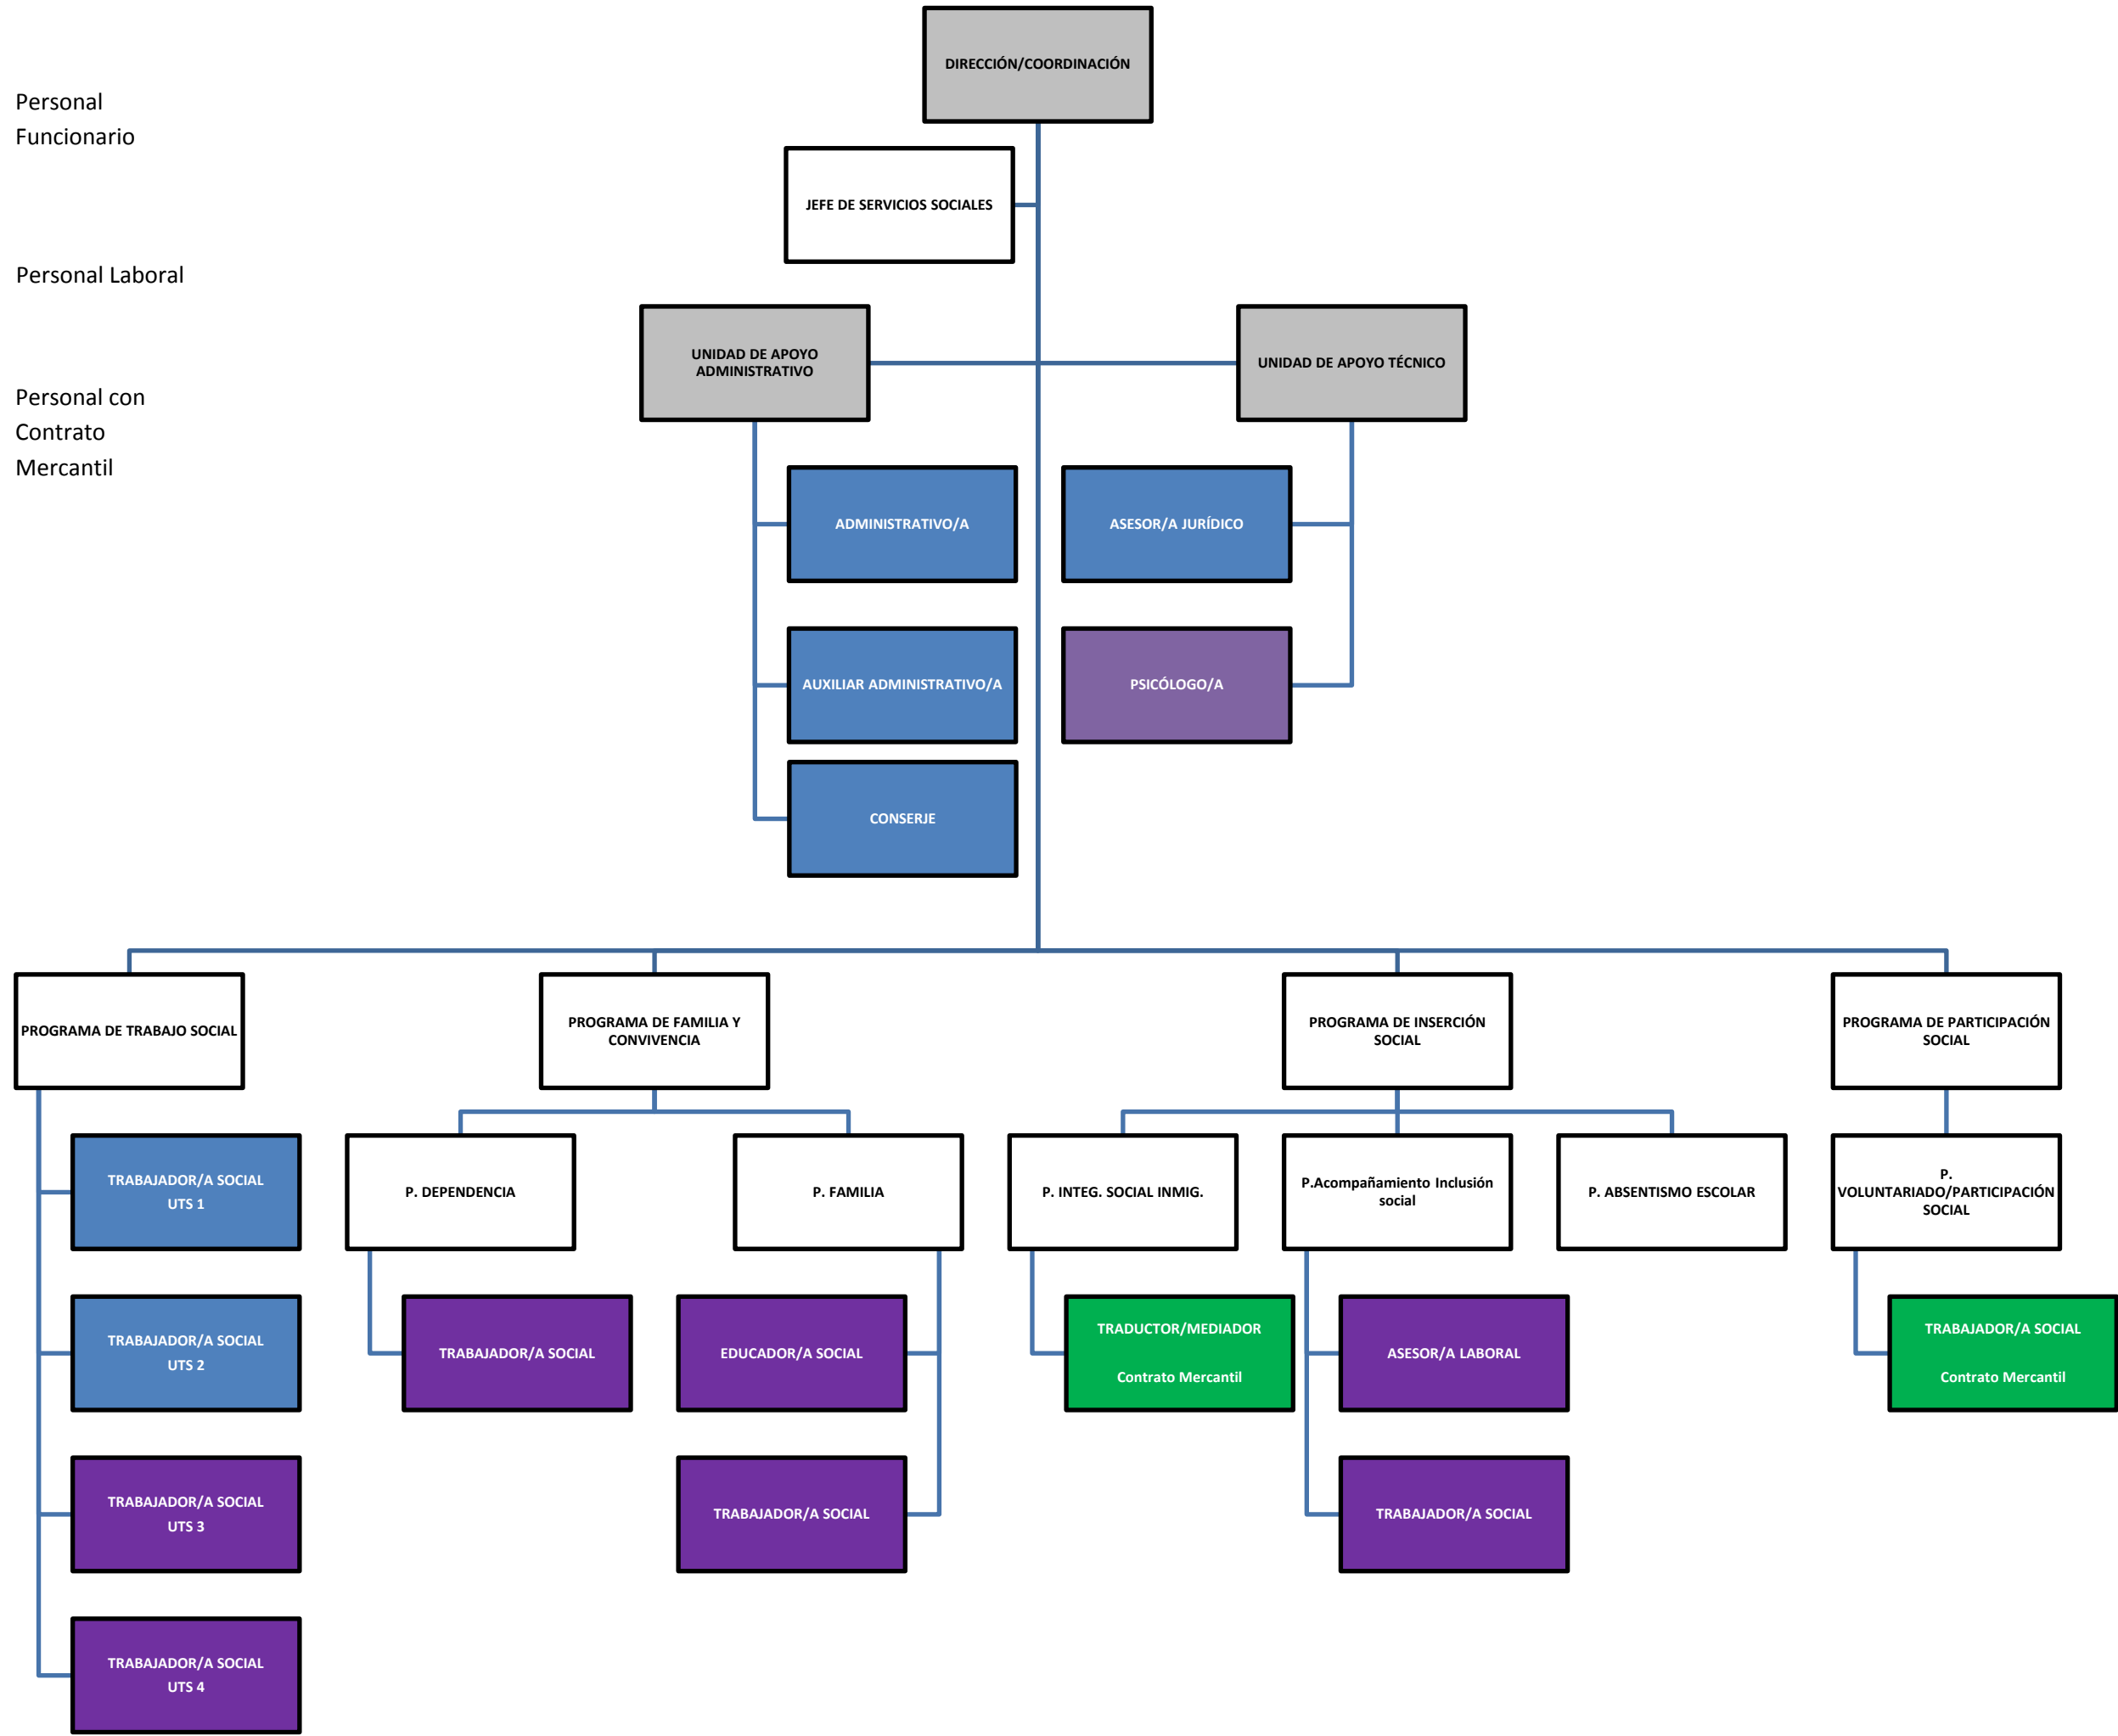 DIRECCIÓN/COORDINACIÓN
Personal
Funcionario
JEFE DE SERVICIOS SOCIALES
Personal Laboral
UNIDAD DE APOYO
ADMINISTRATIVO
UNIDAD DE APOYO TÉCNICO
Personal con
Contrato
Mercantil
ADMINISTRATIVO/A
ASESOR/A JURÍDICO
AUXILIAR ADMINISTRATIVO/A
PSICÓLOGO/A
CONSERJE
PROGRAMA DE TRABAJO SOCIAL
PROGRAMA DE FAMILIA Y
CONVIVENCIA
PROGRAMA DE INSERCIÓN
SOCIAL
PROGRAMA DE PARTICIPACIÓN
SOCIAL
TRABAJADOR/A SOCIAL
UTS 1
P. DEPENDENCIA
P. FAMILIA
P. INTEG. SOCIAL INMIG.
P.Acompañamiento Inclusión
social
P. ABSENTISMO ESCOLAR
P.
VOLUNTARIADO/PARTICIPACIÓN
SOCIAL
TRABAJADOR/A SOCIAL
UTS 2
TRABAJADOR/A SOCIAL
EDUCADOR/A SOCIAL
TRADUCTOR/MEDIADOR
Contrato Mercantil
ASESOR/A LABORAL
TRABAJADOR/A SOCIAL
Contrato Mercantil
TRABAJADOR/A SOCIAL
UTS 3
TRABAJADOR/A SOCIAL
TRABAJADOR/A SOCIAL
TRABAJADOR/A SOCIAL
UTS 4